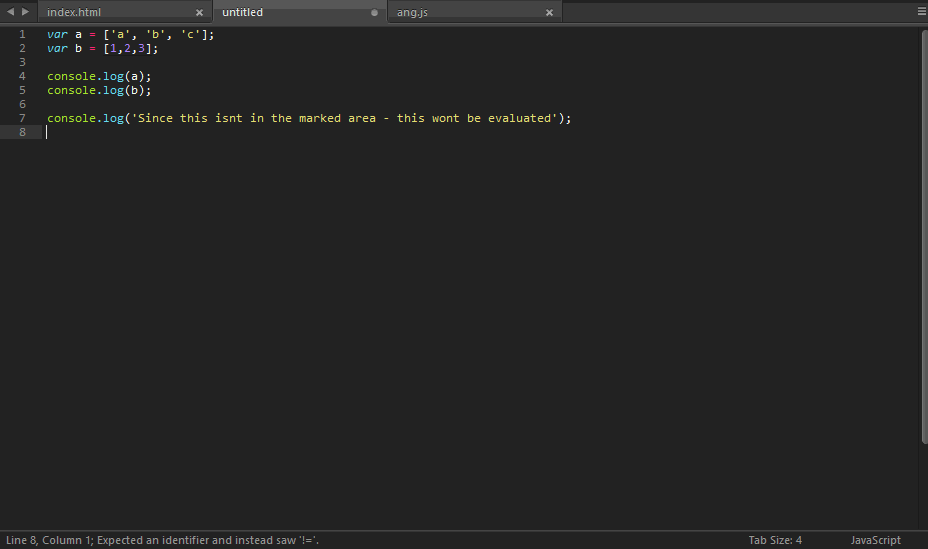 index.html × untitled ang.js ×
1 var a = ['a', 'b', 'c'];
2 var b = [1,2,3];
3
4 console.log(a);
5 console.log(b);
6
7 console.log('Since this isnt in the marked area - this wont be evaluated');
8
Line 8, Column 1; Expected an identifier and instead saw '!='. Tab Size: 4 JavaScript